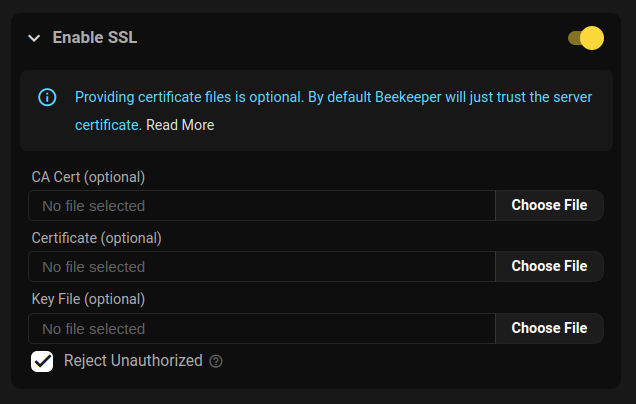 Enable SSL
Providing certificate files is optional. By default Beekeeper will just trust the server
certificate. Read More
CA Cert (optional)
No file selected Choose File
Certificate (optional)
No file selected Choose File
Key File (optional)
No file selected Choose File
Reject Unauthorized